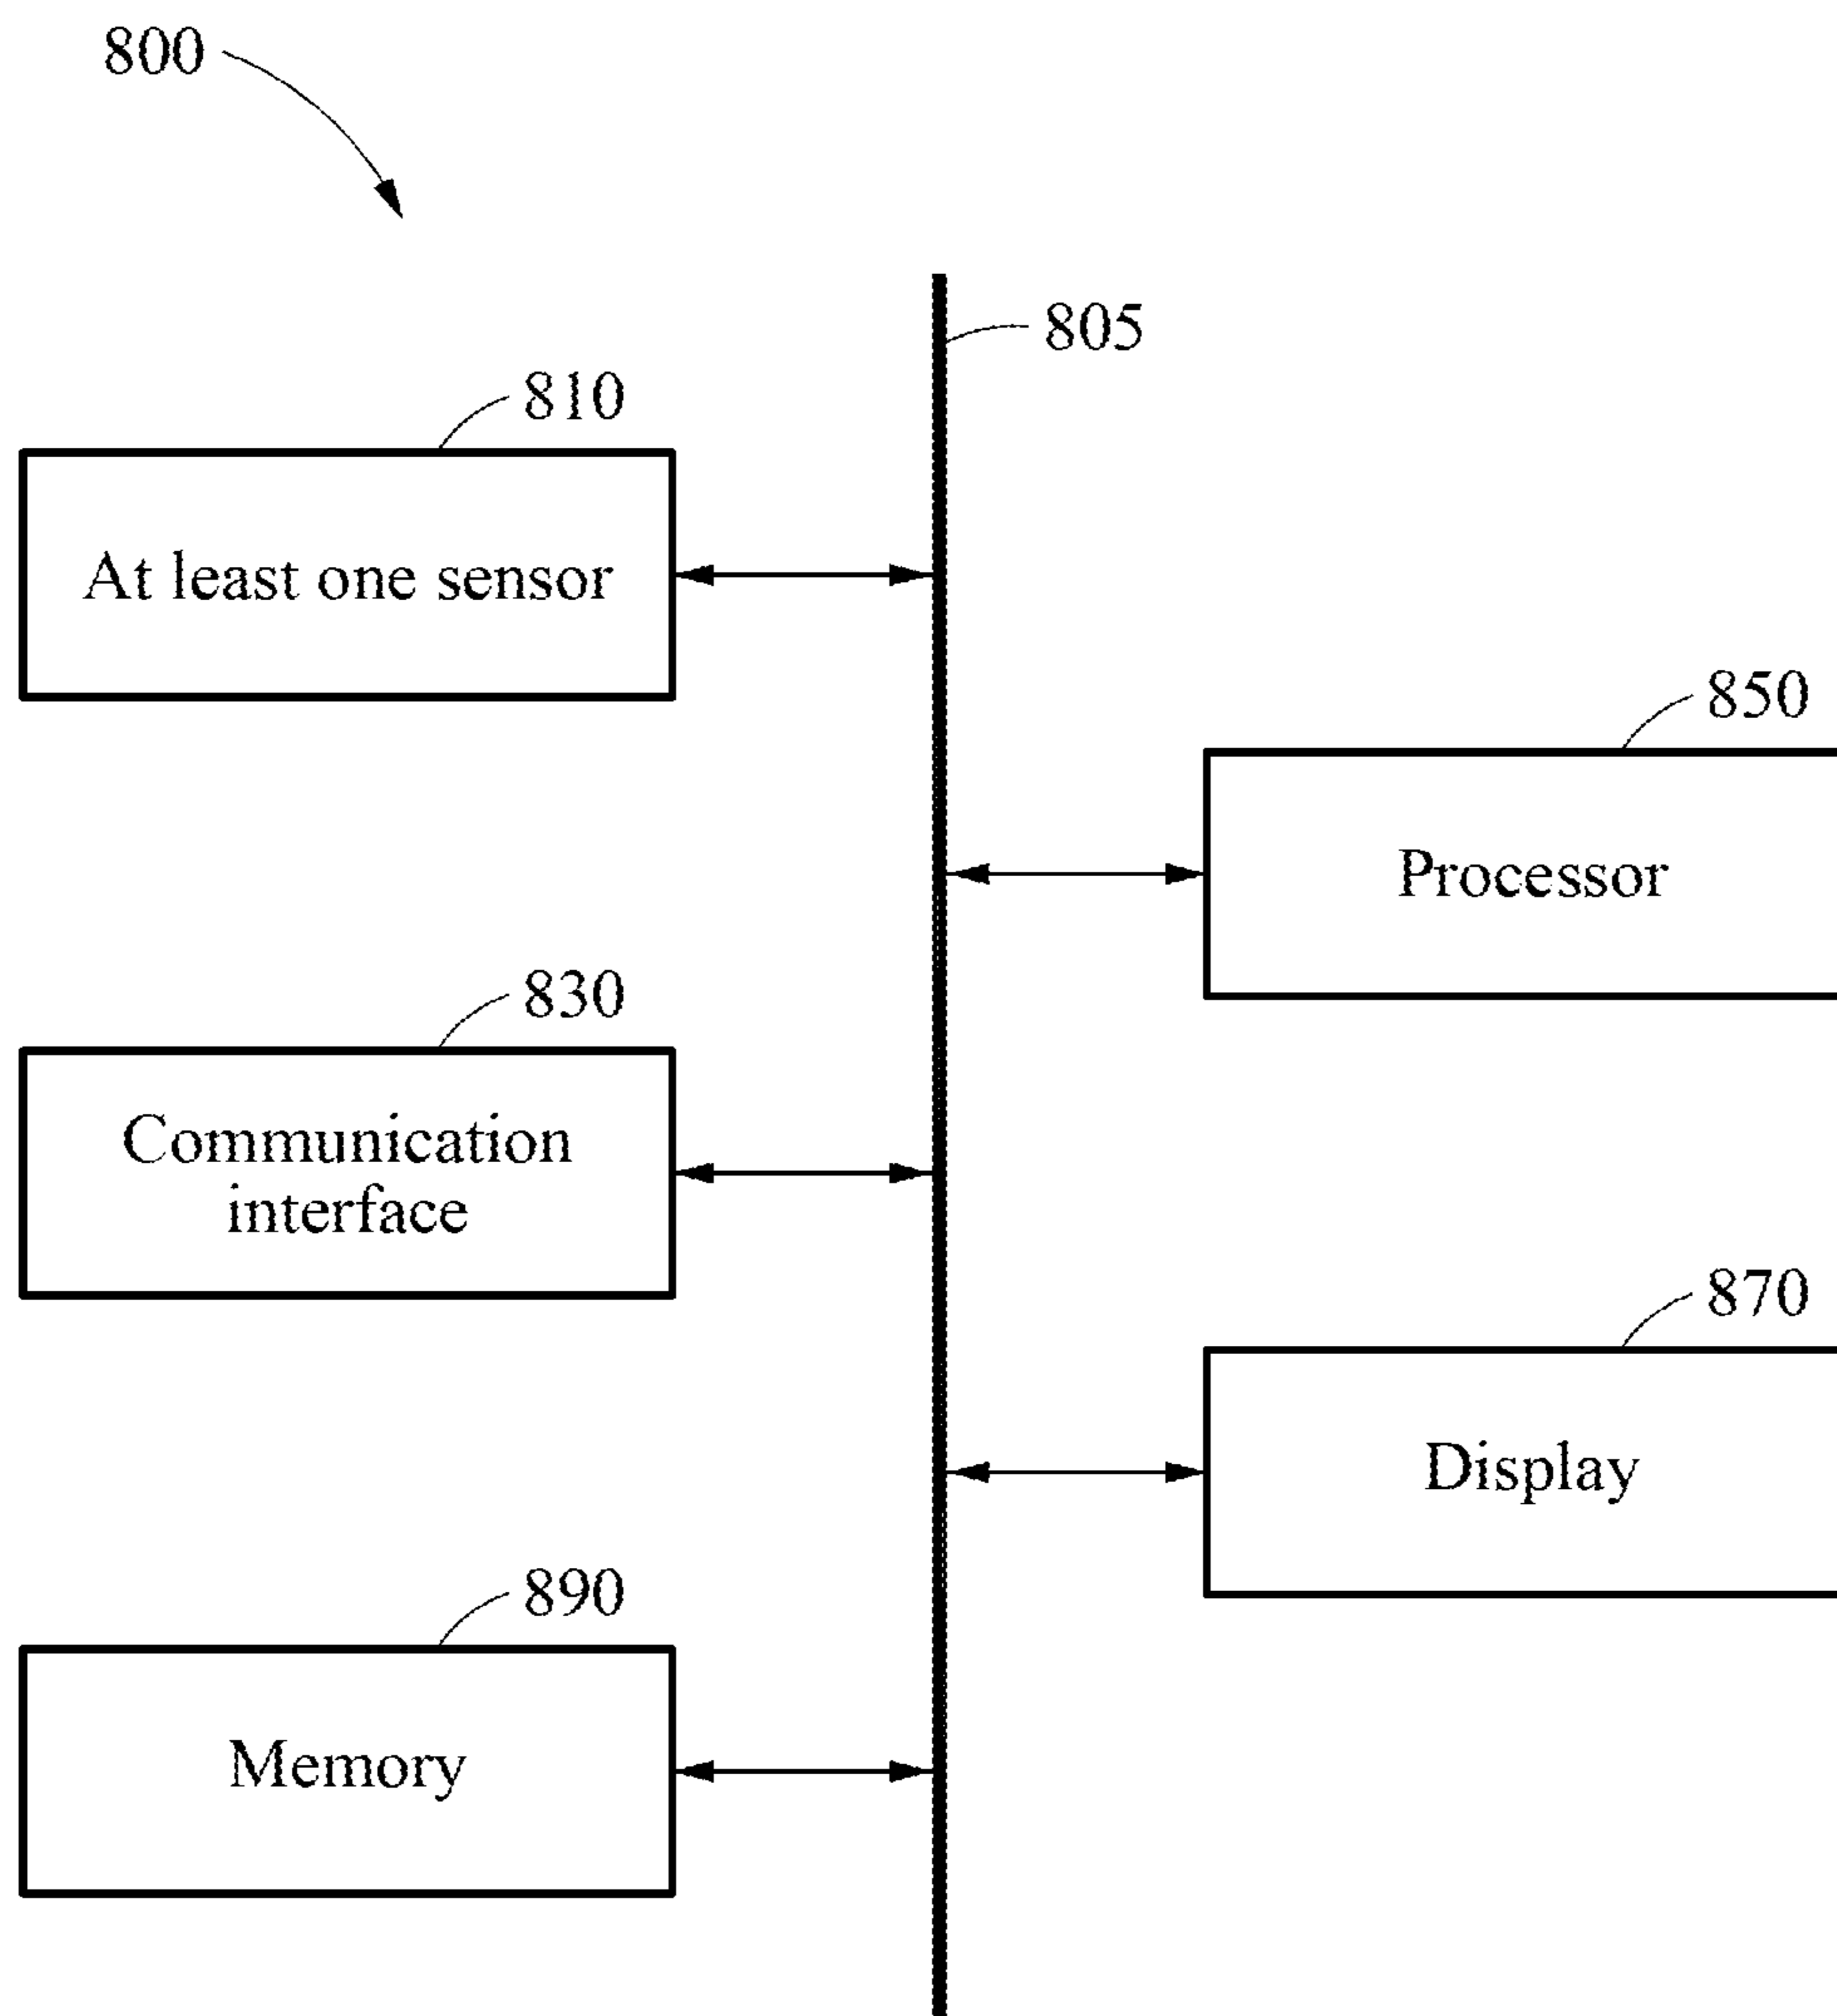 800
805
810
At least one sensor
850
Processor
830
Communication
interface
870
Display
890
Memory